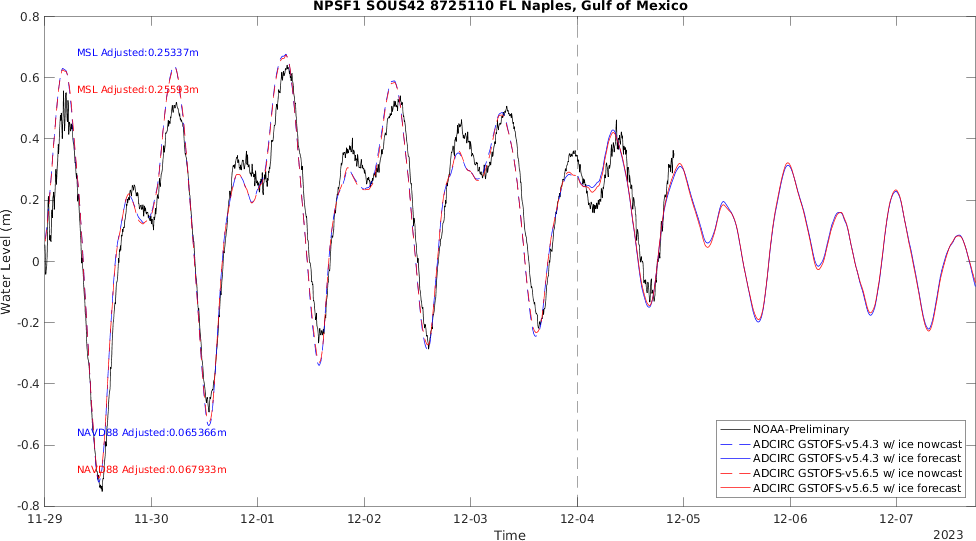 NPSF1 SOUS42 8725110 FL Naples, Gulf of Mexico
0.8
0.6
0.4
0.2
0
-0.2
-0.4
-0.6
-0.8
Water Level (m)
MSL Adjusted:0.25337m
MSL Adjusted:0.25593m
NAVD88 Adjusted:0.065366m
NAVD88 Adjusted:0.067933m
NOAA-Preliminary
ADCIRC GSTOFS-v5.4.3 w/ ice nowcast
ADCIRC GSTOFS-v5.4.3 w/ ice forecast
ADCIRC GSTOFS-v5.6.5 w/ ice nowcast
ADCIRC GSTOFS-v5.6.5 w/ ice forecast
11-29 11-30 12-01 12-02 12-03 12-04 12-05 12-06 12-07
Time
2023